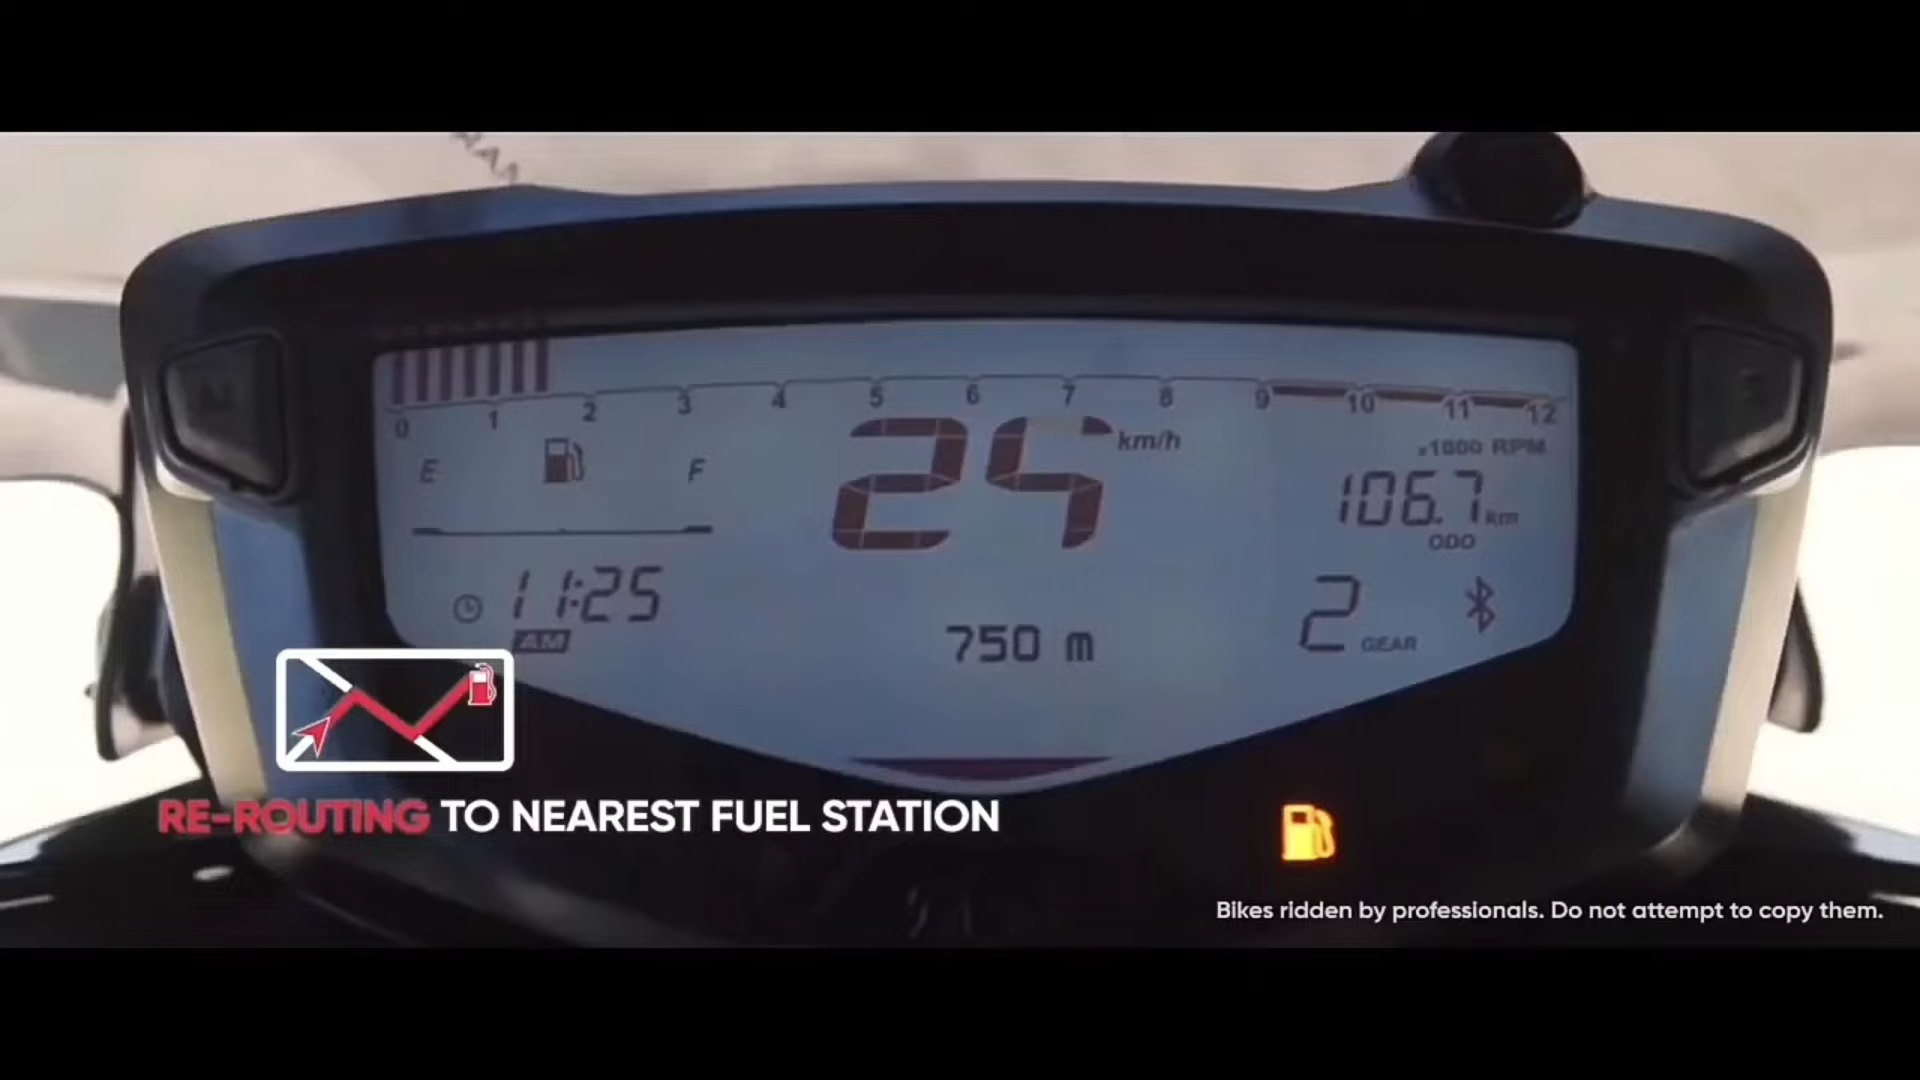 0 1 2 3 4 5 6 7 8 9 10 11 12
x1000 RPM
E F
25 km/h
106.7 km
ODO
11:25
AM
750 m
2 GEAR
RE-ROUTING TO NEAREST FUEL STATION
Bikes ridden by professionals. Do not attempt to copy them.